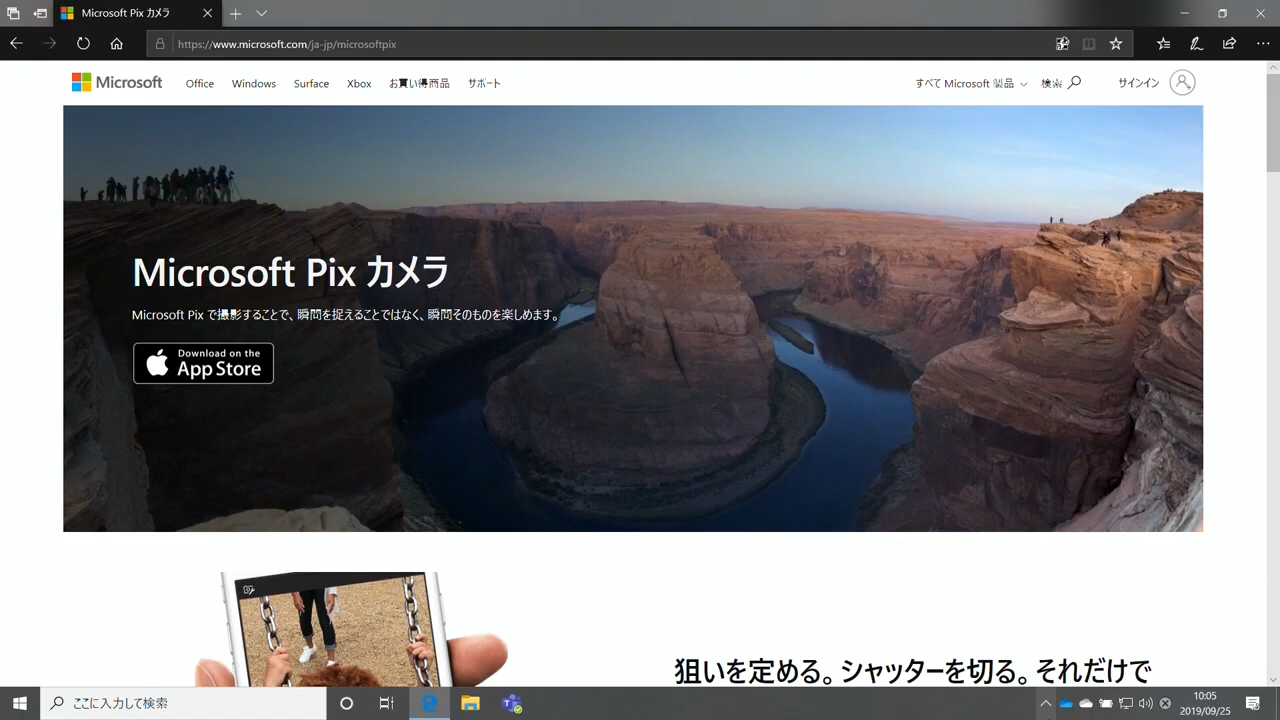 Microsoft Pix カメラ
https://www.microsoft.com/ja-jp/microsoftpix
Microsoft Office Windows Surface Xbox お買い得商品 サポート すべて Microsoft 製品 検索 サインイン
Microsoft Pix カメラ
Microsoft Pix で撮影することで、瞬間を捉えることではなく、瞬間そのものを楽しめます。
Download on the
App Store
狙いを定める。シャッターを切る。それだけで
ここに入力して検索
10:05
2019/09/25